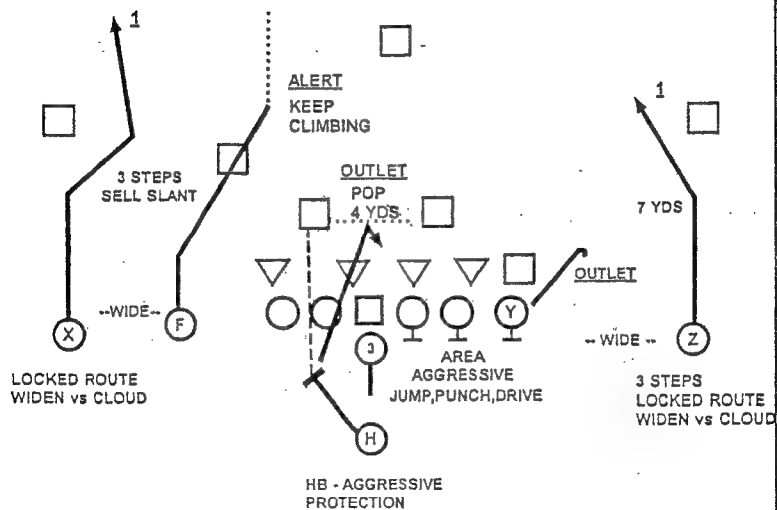 1
ALERT
KEEP
CLIMBING
1
3 STEPS
SELL SLANT
OUTLET
POP
4 YDS
7 YDS
OUTLET
--WIDE--
F
Y
X
3
-- WIDE --
Z
LOCKED ROUTE
WIDEN vs CLOUD
AREA
AGGRESSIVE
JUMP,PUNCH,DRIVE
3 STEPS
LOCKED ROUTE
WIDEN vs CLOUD
H
HB - AGGRESSIVE
PROTECTION